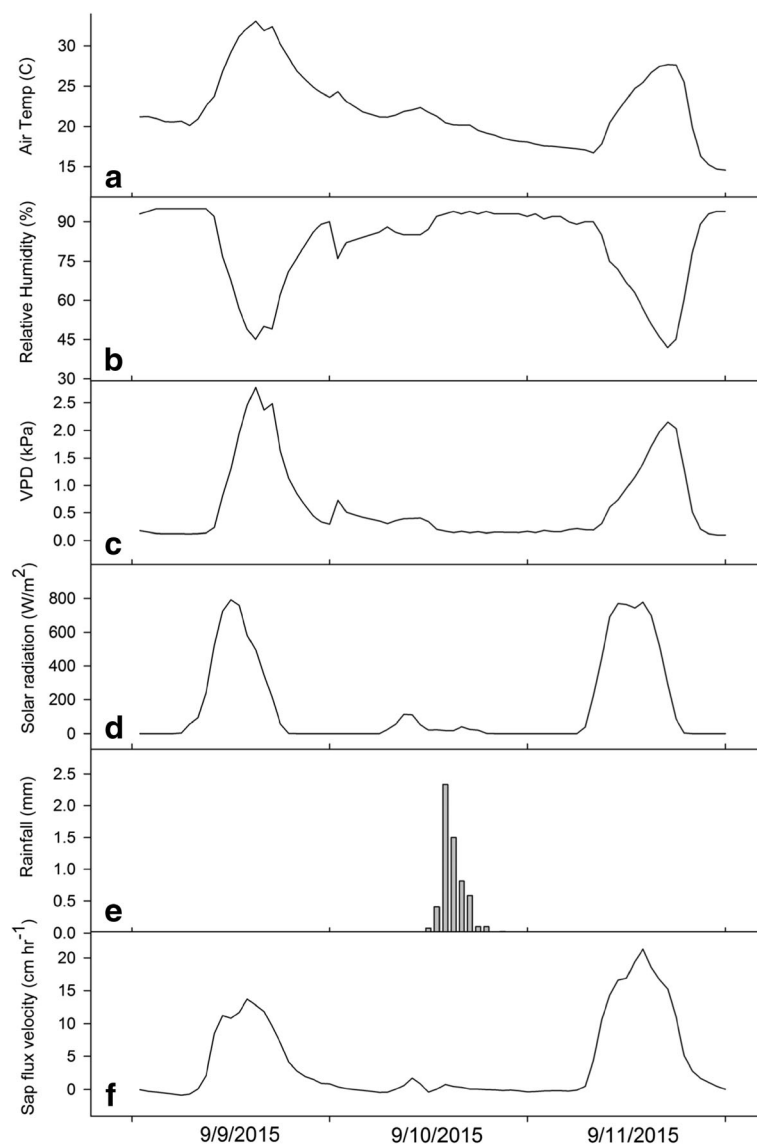 Air Temp (C)
30
25
20
15
a
Relative Humidity (%)
90
75
60
45
30
b
VPD (kPa)
2.5
2.0
1.5
1.0
0.5
0.0
c
Solar radiation (W/m²)
800
600
400
200
0
d
Rainfall (mm)
2.5
2.0
1.5
1.0
0.5
0.0
e
Sap flux velocity (cm hr⁻¹)
20
15
10
5
0
f
9/9/2015
9/10/2015
9/11/2015